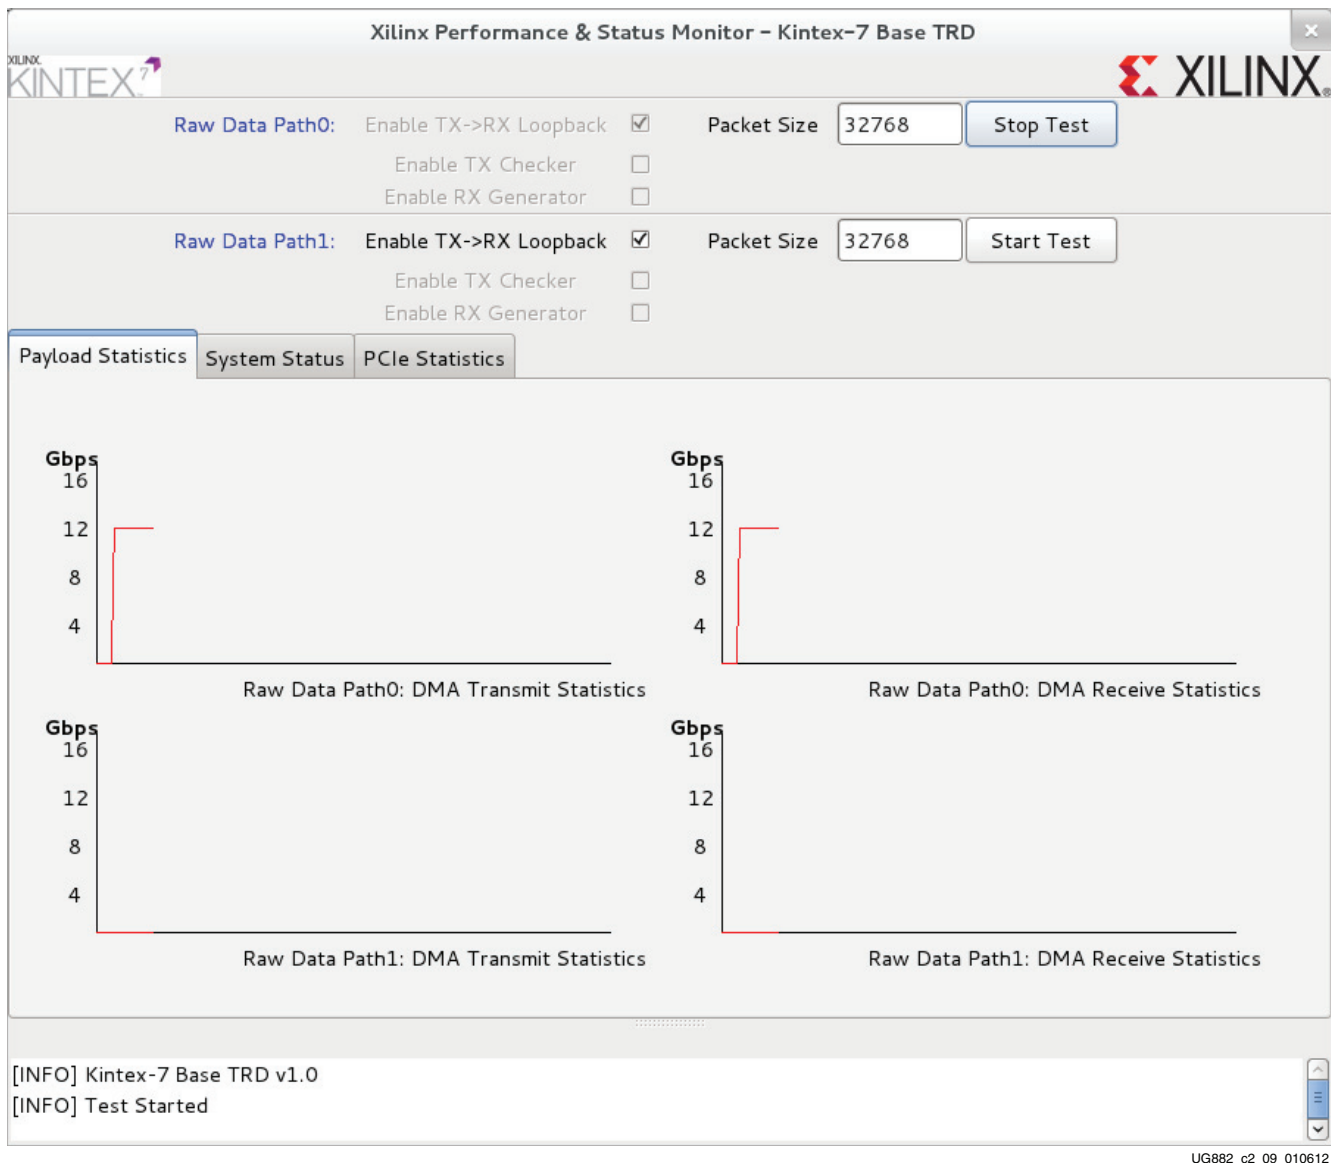 Xilinx Performance & Status Monitor - Kintex-7 Base TRD
XILINX
KINTEX 7
XILINX
Raw Data Path0: Enable TX->RX Loopback Packet Size 32768 Stop Test
Enable TX Checker
Enable RX Generator
Raw Data Path1: Enable TX->RX Loopback Packet Size 32768 Start Test
Enable TX Checker
Enable RX Generator
Payload Statistics System Status PCIe Statistics
Gbps
16
12
8
4
Raw Data Path0: DMA Transmit Statistics
Gbps
16
12
8
4
Raw Data Path0: DMA Receive Statistics
Gbps
16
12
8
4
Raw Data Path1: DMA Transmit Statistics
Gbps
16
12
8
4
Raw Data Path1: DMA Receive Statistics
[INFO] Kintex-7 Base TRD v1.0
[INFO] Test Started
UG882_c2_09_010612